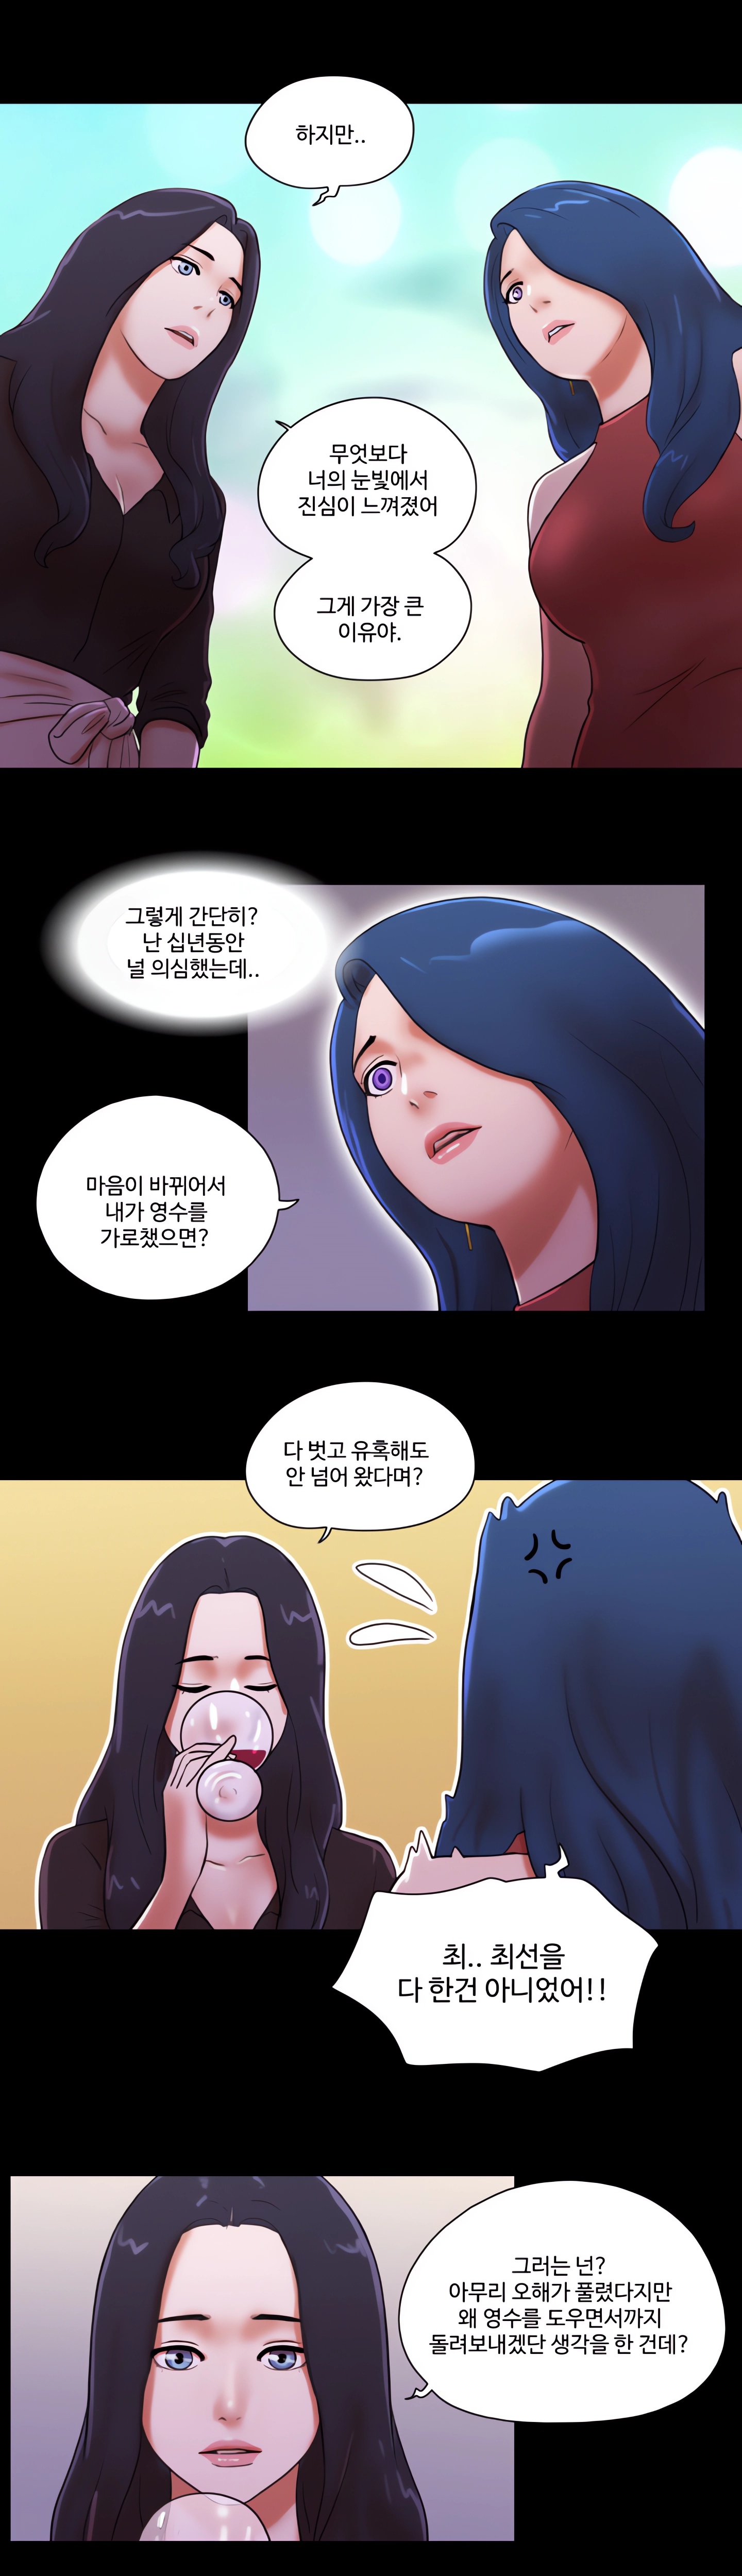 하지만..
무엇보다
너의 눈빛에서
진심이 느껴졌어
그게 가장 큰
이유야.
그렇게 간단히?
난 십년동안
널 의심했는데..
마음이 바뀌어서
내가 영수를
가로챘으면?
다 벗고 유혹해도
안 넘어 왔다며?
최.. 최선을
다 한건 아니었어!!
그러는 넌?
아무리 오해가 풀렸다지만
왜 영수를 도우면서까지
돌려보내겠단 생각을 한 건데?